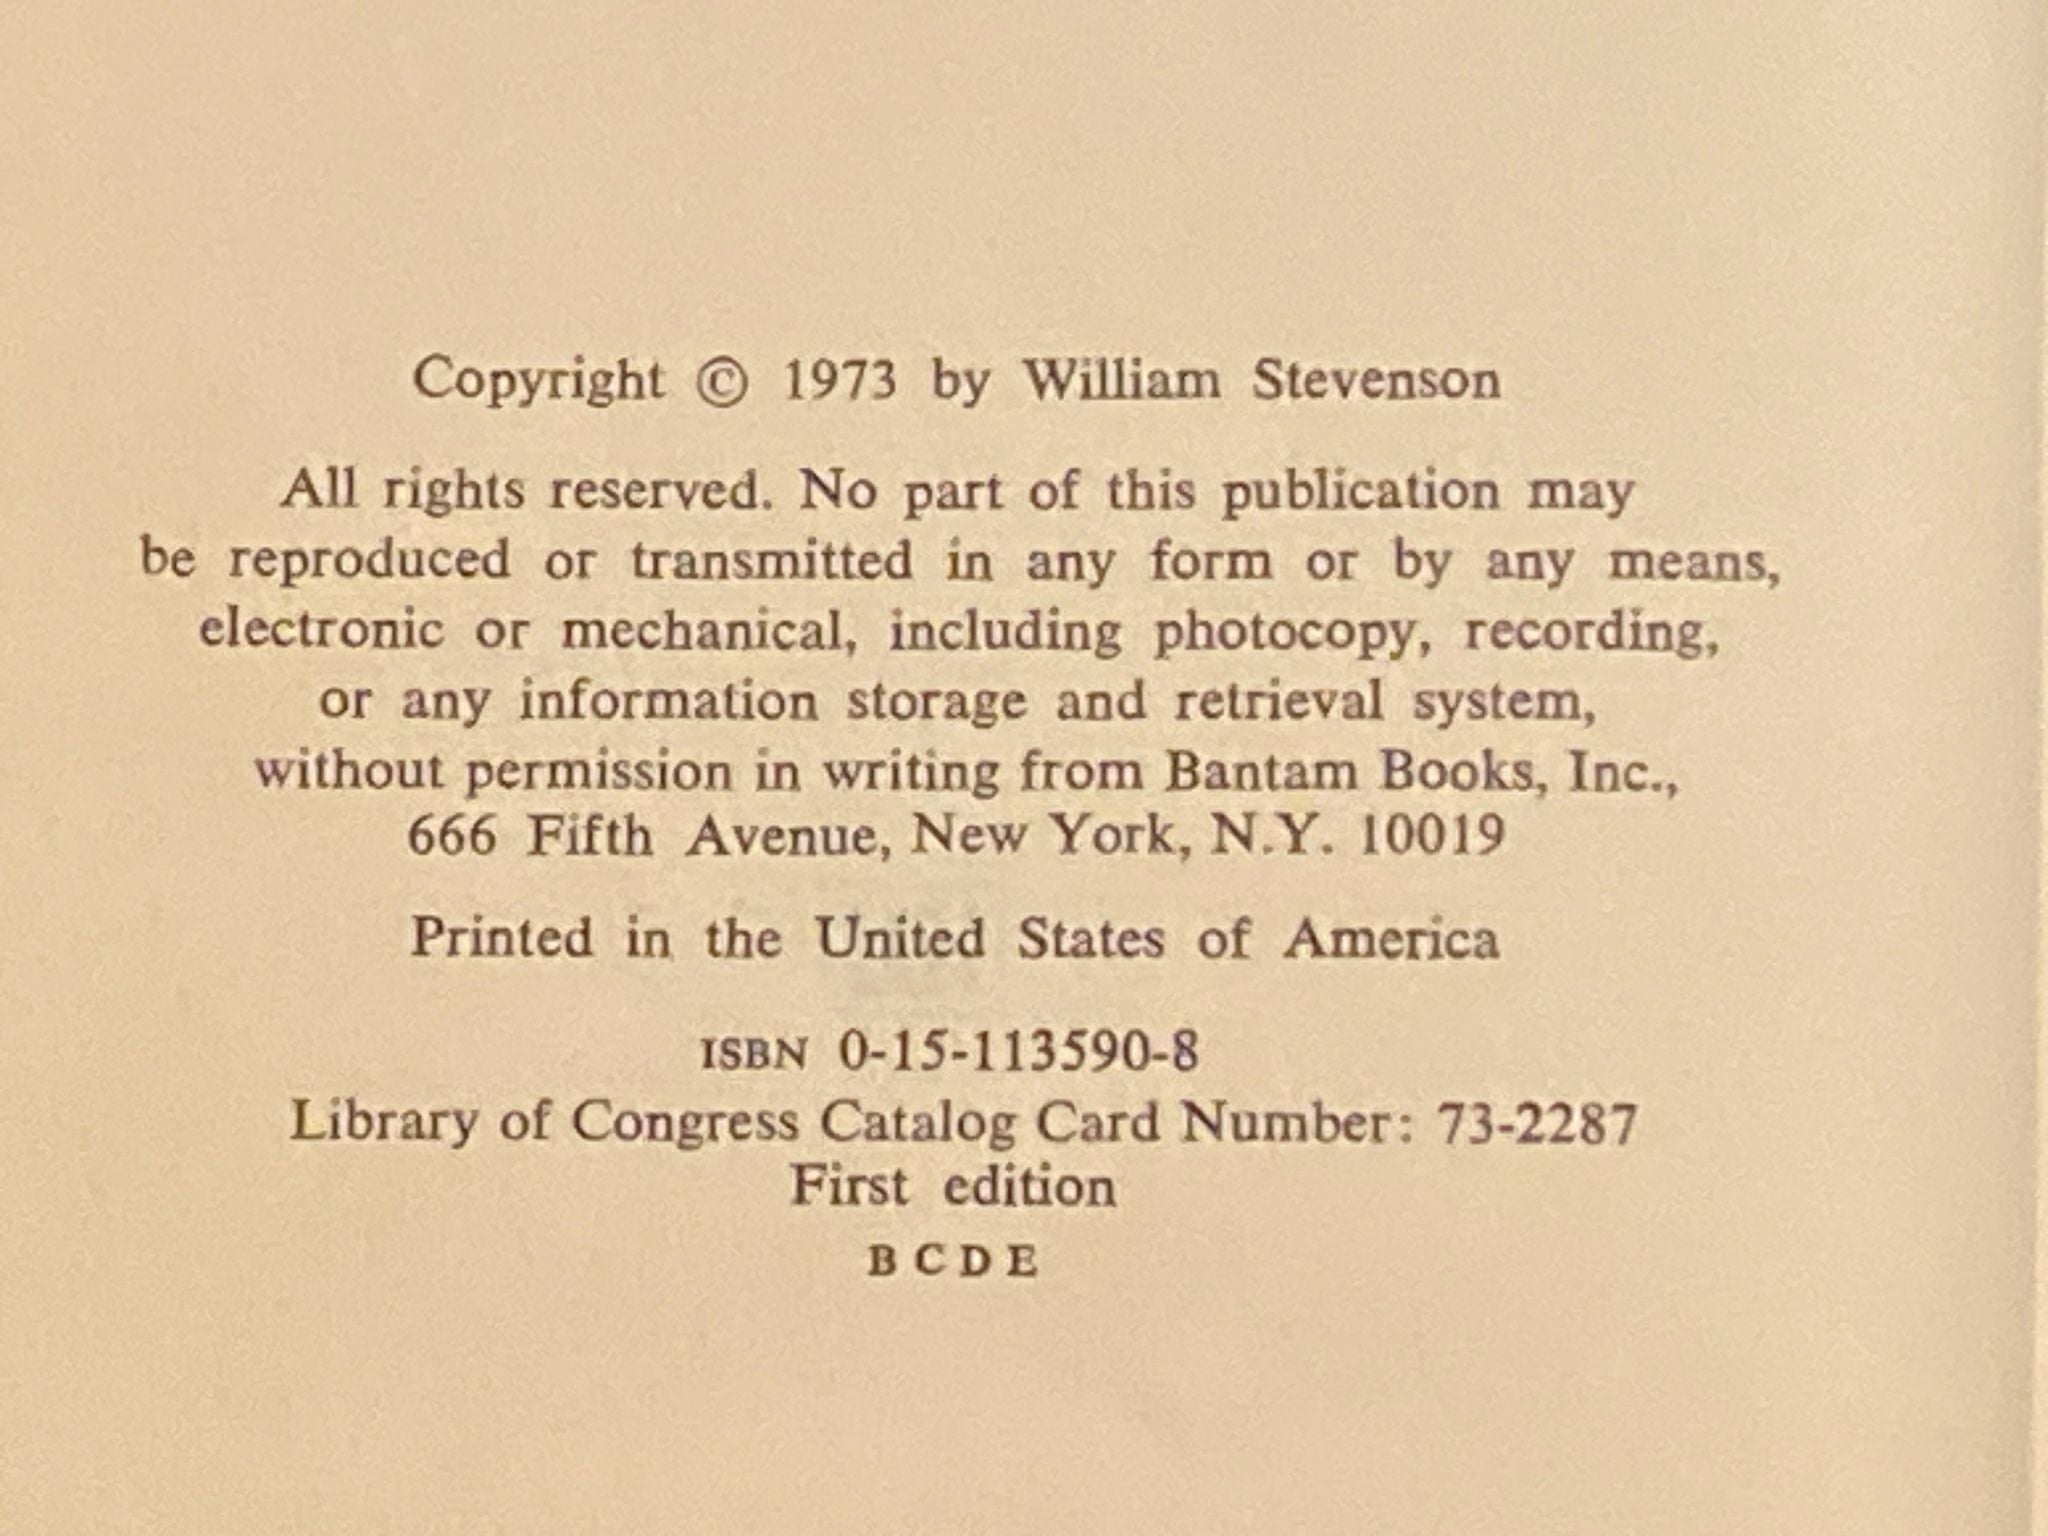 Copyright © 1973 by William Stevenson
All rights reserved. No part of this publication may
be reproduced or transmitted in any form or by any means,
electronic or mechanical, including photocopy, recording,
or any information storage and retrieval system,
without permission in writing from Bantam Books, Inc.,
666 Fifth Avenue, New York, N.Y. 10019
Printed in the United States of America
ISBN 0-15-113590-8
Library of Congress Catalog Card Number: 73-2287
First edition
B C D E